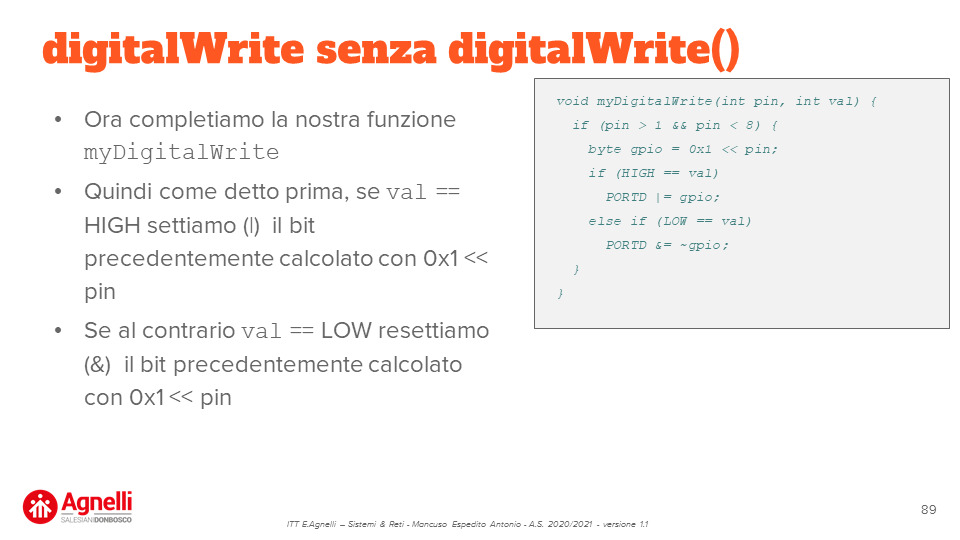 digitalWrite senza digitalWrite()
• Ora completiamo la nostra funzione
myDigitalWrite
• Quindi come detto prima, se val ==
HIGH settiamo (|)  il bit
precedentemente calcolato con 0x1 <<
pin
• Se al contrario val == LOW resettiamo
(&)  il bit precedentemente calcolato
con 0x1 << pin
void myDigitalWrite(int pin, int val) {
  if (pin > 1 && pin < 8) {
    byte gpio = 0x1 << pin;
    if (HIGH == val)
      PORTD |= gpio;
    else if (LOW == val)
      PORTD &= ~gpio;
  }
}
Agnelli
SALESIANIDONBOSCO
ITT E.Agnelli – Sistemi & Reti - Mancuso Espedito Antonio - A.S. 2020/2021 - versione 1.1
89